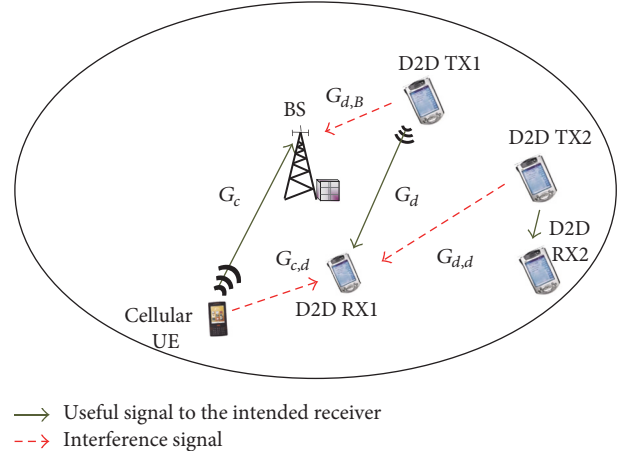 D2D TX1
G_{d,B}
BS
D2D TX2
G_c
G_d
D2D
RX2
G_{c,d}
G_{d,d}
D2D RX1
Cellular
UE
Useful signal to the intended receiver
Interference signal